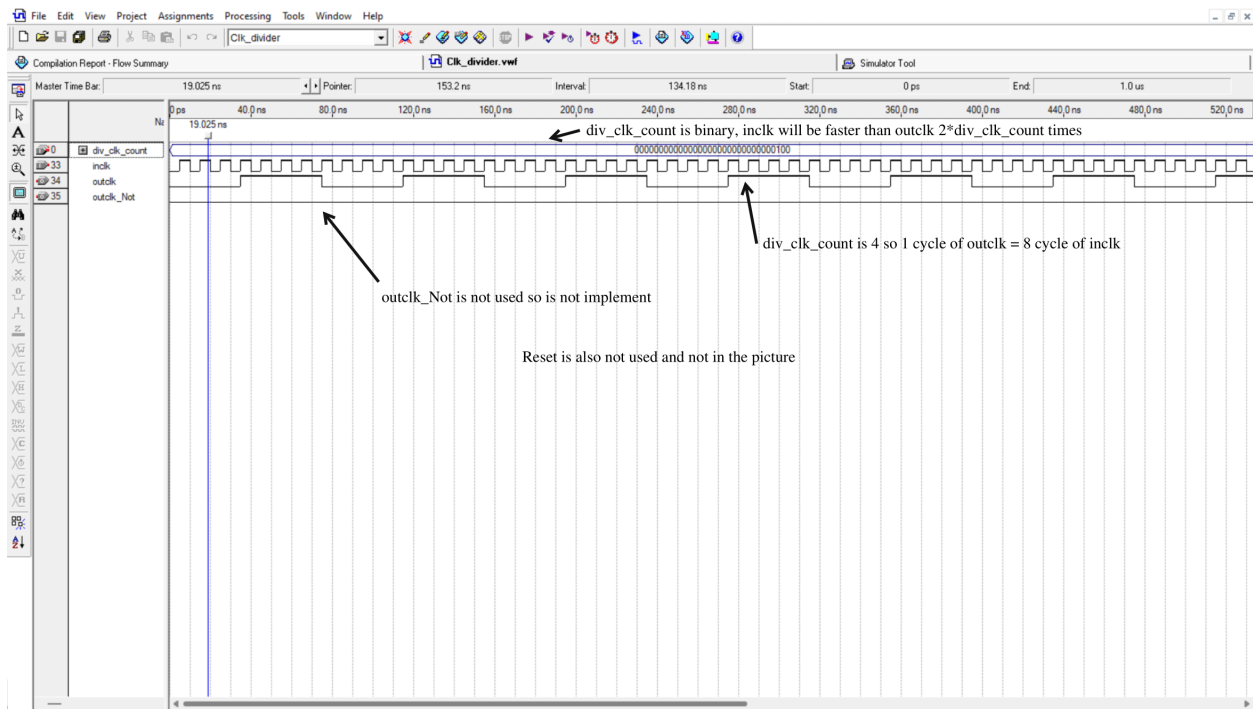 File Edit View Project Assignments Processing Tools Window Help
Clk_divider
Compilation Report - Flow Summary Clk_divider.vwf Simulator Tool
Master Time Bar: 19.025 ns Pointer: 153.2 ns Interval: 134.18 ns Start: 0 ps End: 1.0 us
0 ps 40.0 ns 80.0 ns 120.0 ns 160.0 ns 200.0 ns 240.0 ns 280.0 ns 320.0 ns 360.0 ns 400.0 ns 440.0 ns 480.0 ns 520.0 ns
Na 19.025 ns
div_clk_count is binary, inclk will be faster than outclk 2*div_clk_count times
0 div_clk_count 00000000000000000000000000000100
33 inclk
34 outclk
35 outclk_Not
div_clk_count is 4 so 1 cycle of outclk = 8 cycle of inclk
outclk_Not is not used so is not implement
Reset is also not used and not in the picture